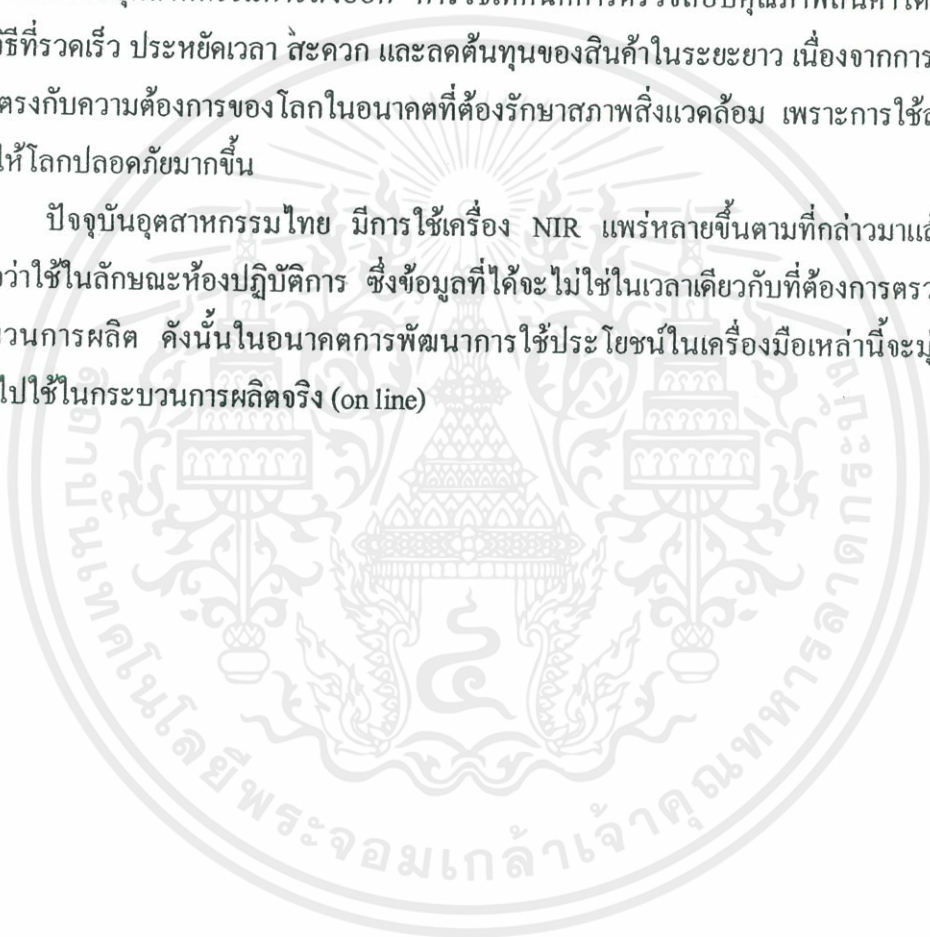 วิธีที่รวดเร็ว ประหยัดเวลา สะดวก และลดต้นทุนของสินค้าในระยะยาว เนื่องจากการ
ตรงกับความต้องการของโลกในอนาคตที่ต้องรักษาสภาพสิ่งแวดล้อม เพราะการใช้
ให้โลกปลอดภัยมากขึ้น
ปัจจุบันอุตสาหกรรมไทย มีการใช้เครื่อง NIR แพร่หลายขึ้นตามที่กล่าวมาแ
ว่าใช้ในลักษณะห้องปฏิบัติการ ซึ่งข้อมูลที่ได้จะไม่ใช่ในเวลาเดียวกับที่ต้องการตรว
วนการผลิต ดังนั้นในอนาคตการพัฒนาการใช้ประโยชน์ในเครื่องมือเหล่านี้จะ
ไปใช้ในกระบวนการผลิตจริง (on line)
สถาบันเทคโนโลยีพระจอมเกล้าเจ้าคุณทหารลาดกระบัง